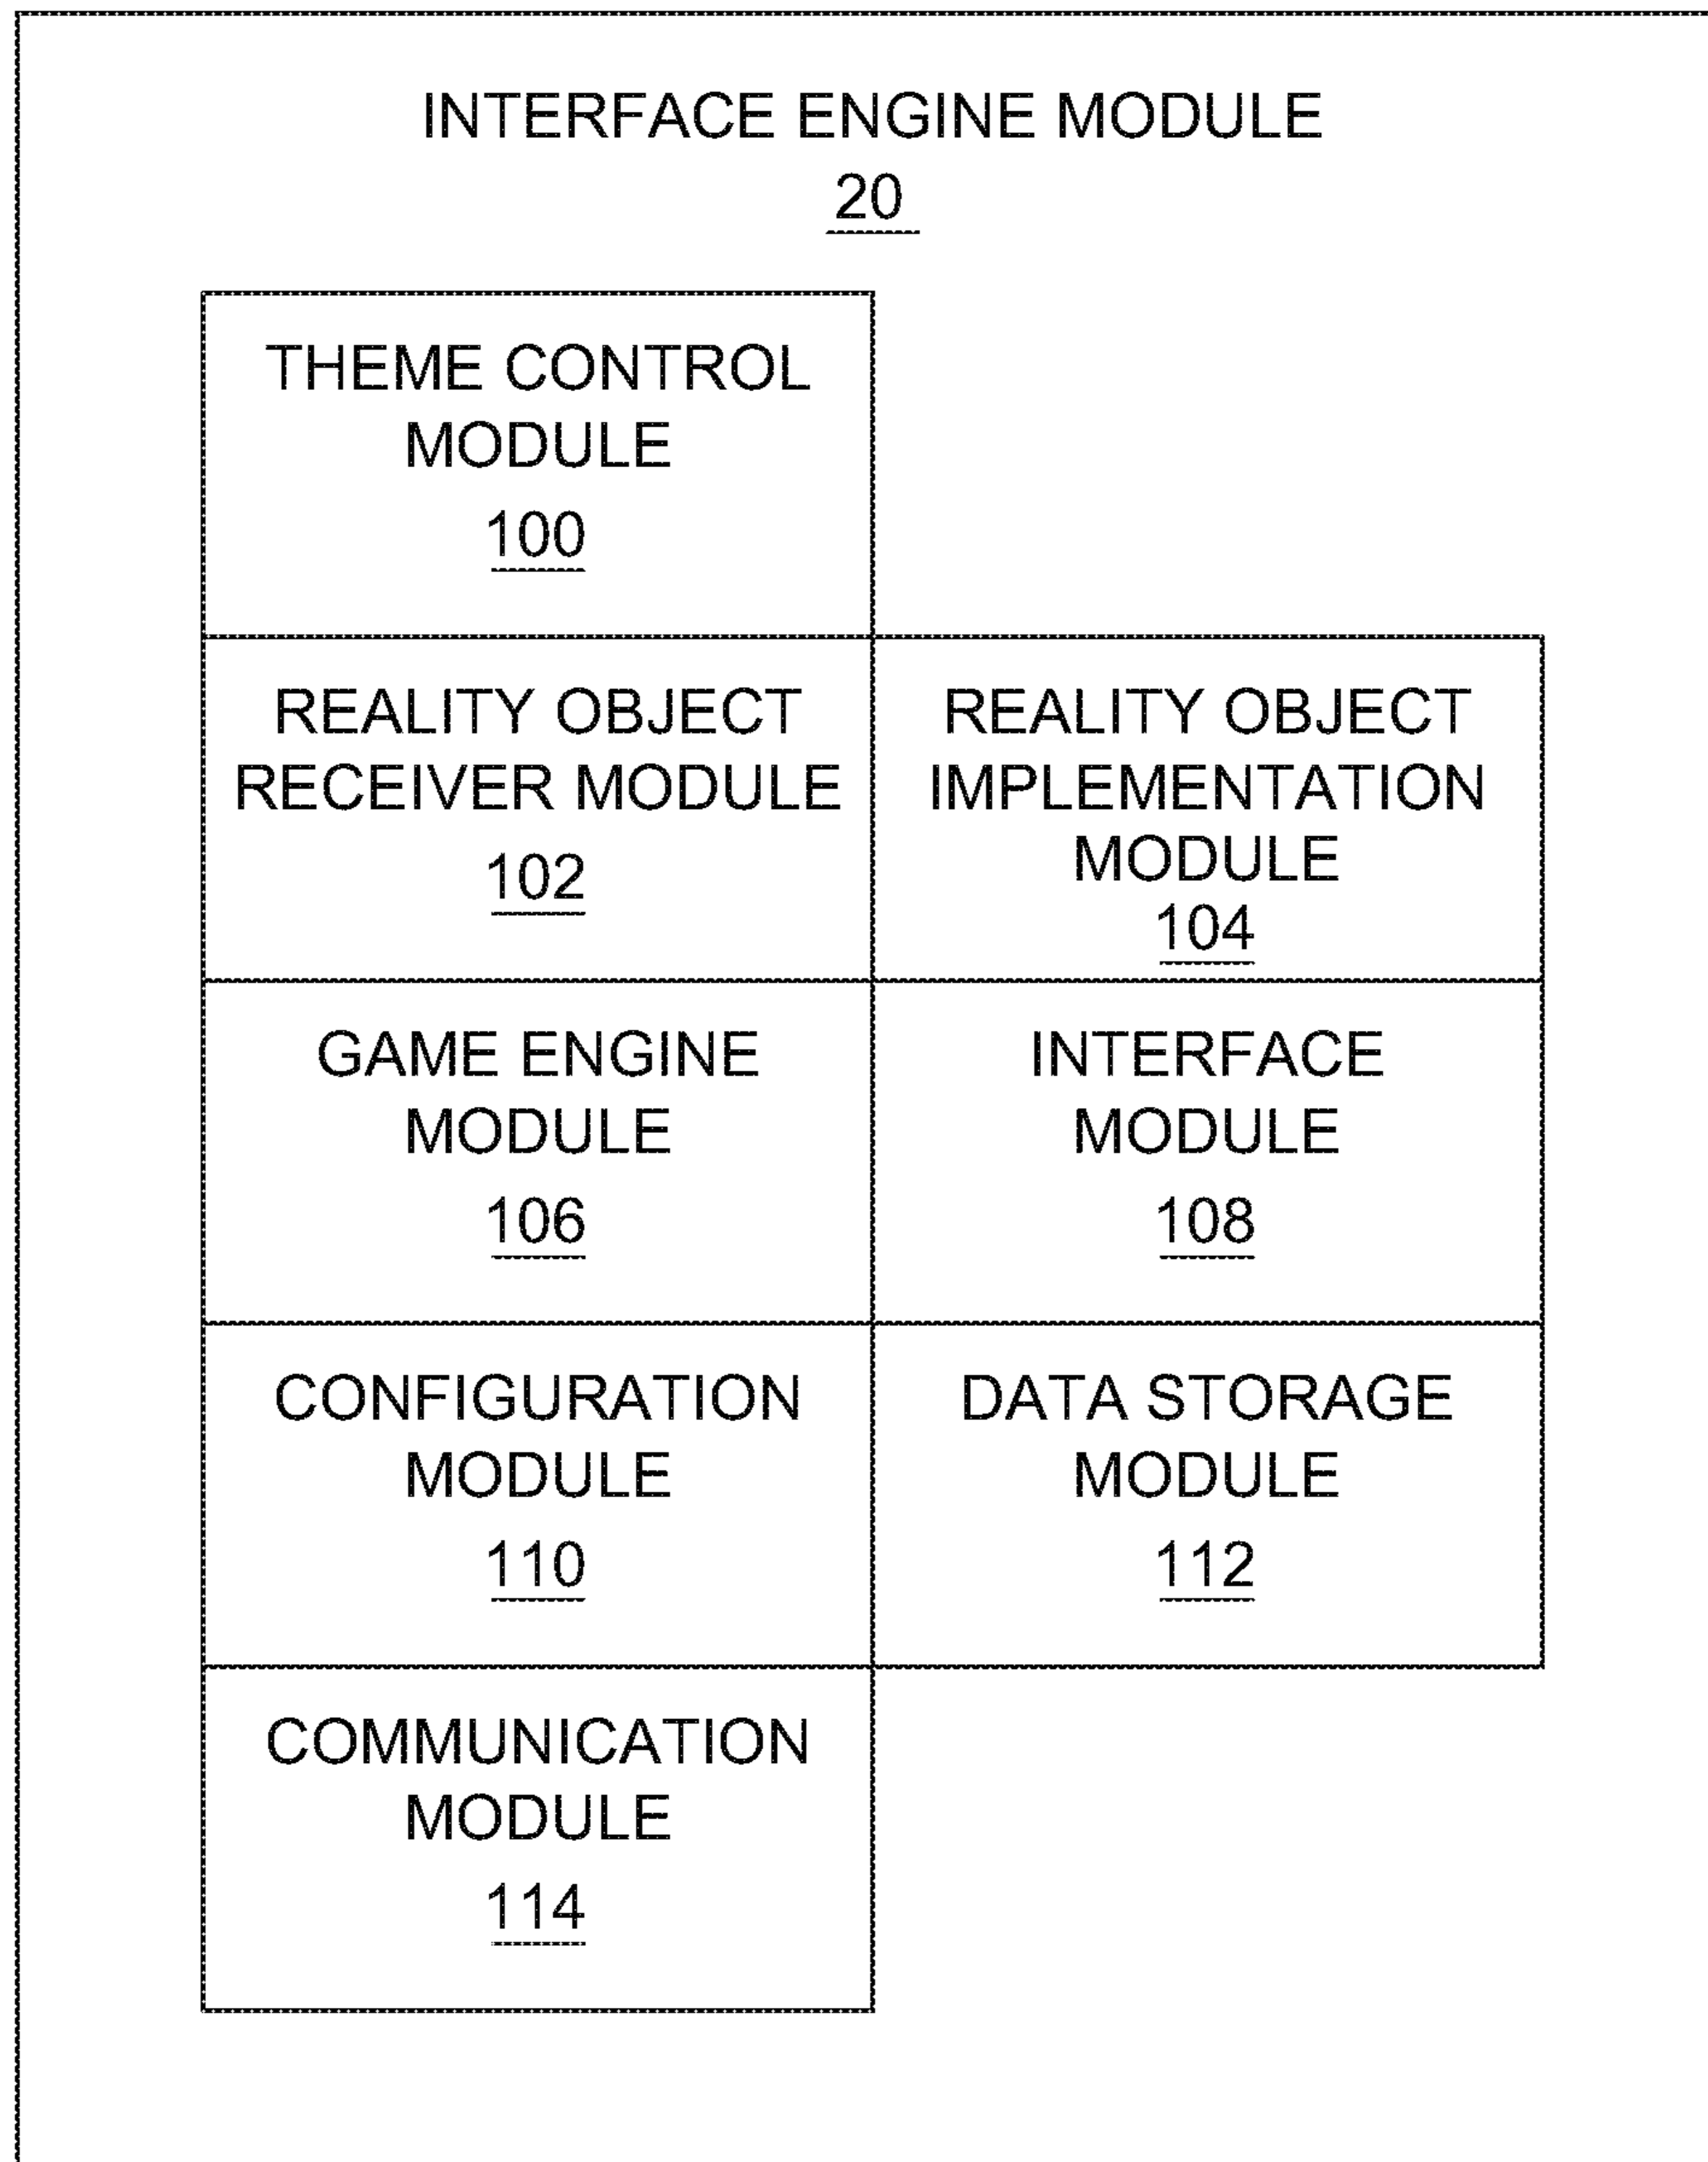 INTERFACE ENGINE MODULE
20
THEME CONTROL
MODULE
100
REALITY OBJECT
RECEIVER MODULE
102
REALITY OBJECT
IMPLEMENTATION
MODULE
104
GAME ENGINE
MODULE
106
INTERFACE
MODULE
108
CONFIGURATION
MODULE
110
DATA STORAGE
MODULE
112
COMMUNICATION
MODULE
114